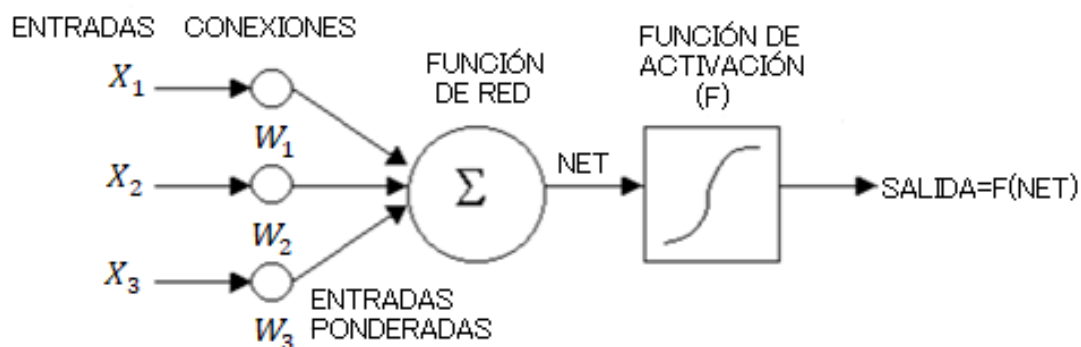 ENTRADAS CONEXIONES
FUNCIÓN DE
ACTIVACIÓN
(F)
FUNCIÓN
DE RED
X₁
W₁
X₂
W₂
X₃
W₃
Σ
NET
SALIDA=F(NET)
ENTRADAS
PONDERADAS